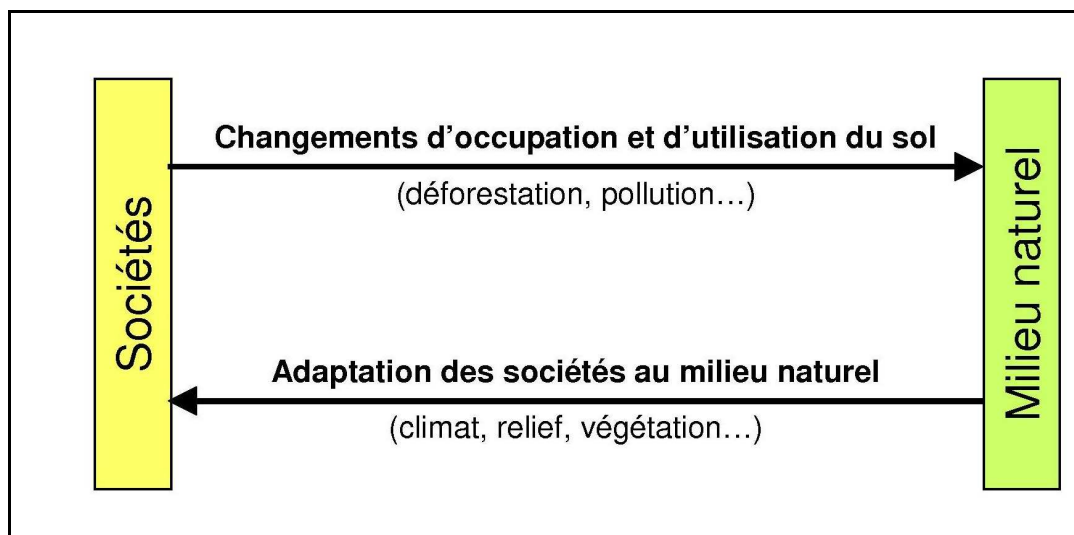 Sociétés
Changements d'occupation et d'utilisation du sol
(déforestation, pollution…)
Adaptation des sociétés au milieu naturel
(climat, relief, végétation…)
Milieu naturel